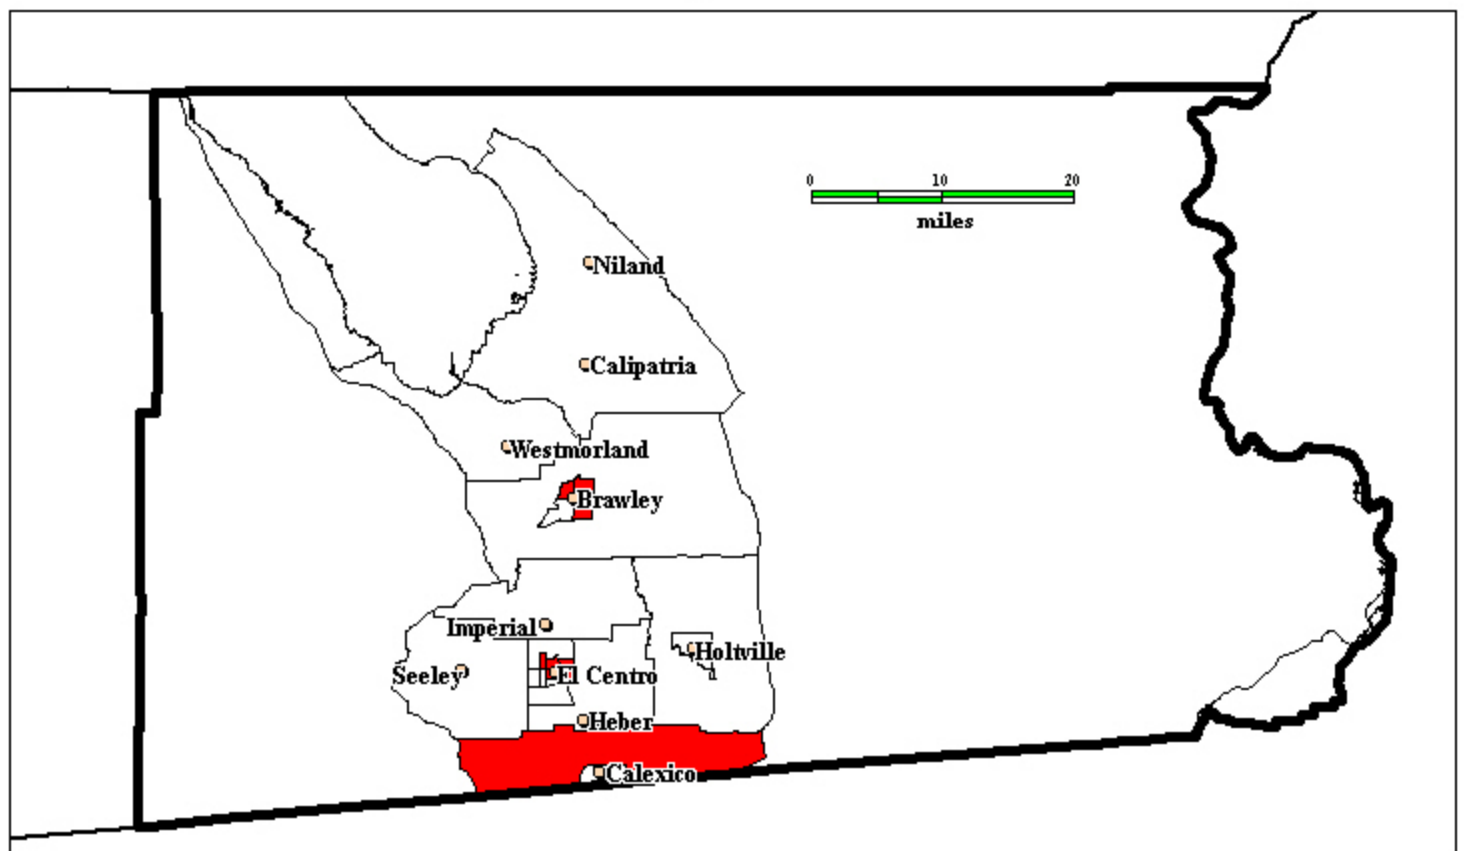 0 10 20
miles
Niland
Calipatria
Westmorland
Brawley
Imperial
Holtville
Seeley
El Centro
Heber
Calexico